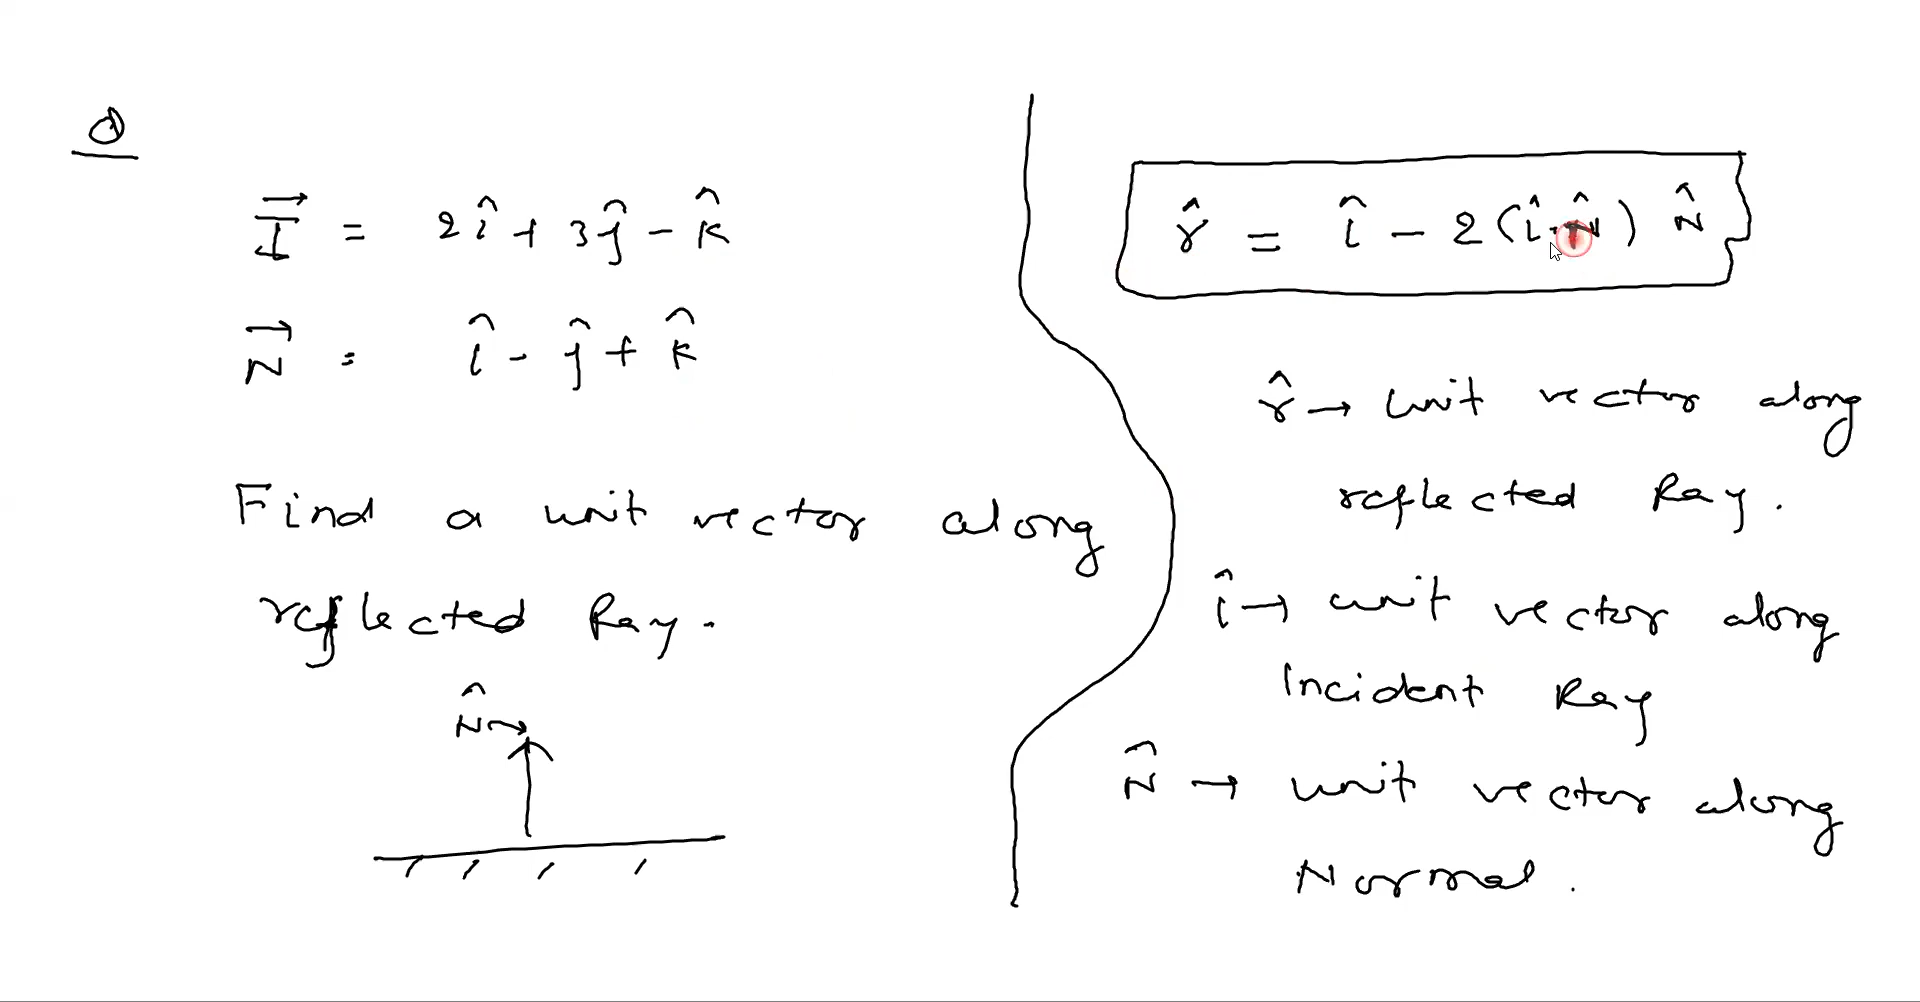 Q
I⃗ = 2î + 3ĵ - k̂
N⃗ = î - ĵ + k̂
Find a unit vector along
reflected Ray.
N̂
r̂ = î - 2(î·N̂) N̂
r̂ → unit vector along
reflected Ray.
î → unit vector along
Incident Ray
N̂ → unit vector along
Normal.